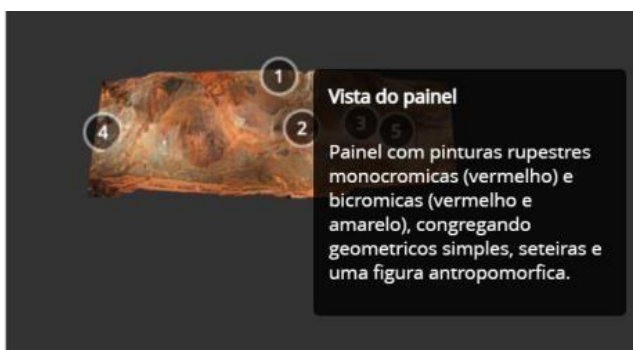 1
Vista do painel
4
2
3
5
Painel com pinturas rupestres
monocromicas (vermelho) e
bicromicas (vermelho e
amarelo), congregando
geometricos simples, seteiras e
uma figura antropomorfica.